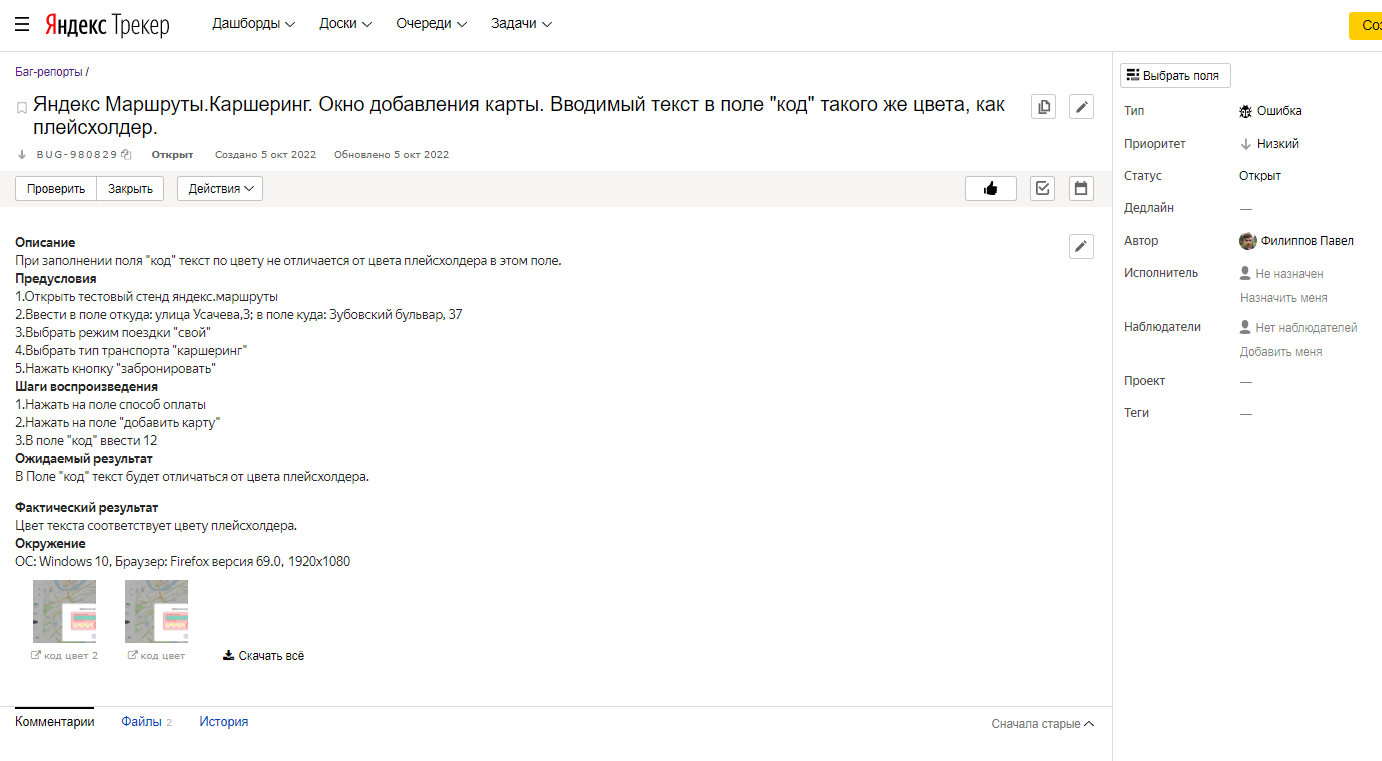 Яндекс Трекер
Дашборды
Доски
Очереди
Задачи
Соз
Баг-репорты /
Яндекс Маршруты.Каршеринг. Окно добавления карты. Вводимый текст в поле "код" такого же цвета, как
плейсхолдер.
BUG-980829 Открыт Создано 5 окт 2022 Обновлено 5 окт 2022
Проверить Закрыть Действия
Описание
При заполнении поля "код" текст по цвету не отличается от цвета плейсхолдера в этом поле.
Предусловия
1.Открыть тестовый стенд яндекс.маршруты
2.Ввести в поле откуда: улица Усачева,3; в поле куда: Зубовский бульвар, 37
3.Выбрать режим поездки "свой"
4.Выбрать тип транспорта "каршеринг"
5.Нажать кнопку "забронировать"
Шаги воспроизведения
1.Нажать на поле способ оплаты
2.Нажать на поле "добавить карту"
3.В поле "код" ввести 12
Ожидаемый результат
В Поле "код" текст будет отличаться от цвета плейсхолдера.
Фактический результат
Цвет текста соответствует цвету плейсхолдера.
Окружение
ОС: Windows 10, Браузер: Firefox версия 69.0, 1920x1080
код цвет 2
код цвет
Скачать всё
Комментарии Файлы 2 История Сначала старые
Выбрать поля
Тип Ошибка
Приоритет Низкий
Статус Открыт
Дедлайн —
Автор Филиппов Павел
Исполнитель Не назначен
Назначить меня
Наблюдатели Нет наблюдателей
Добавить меня
Проект —
Теги —